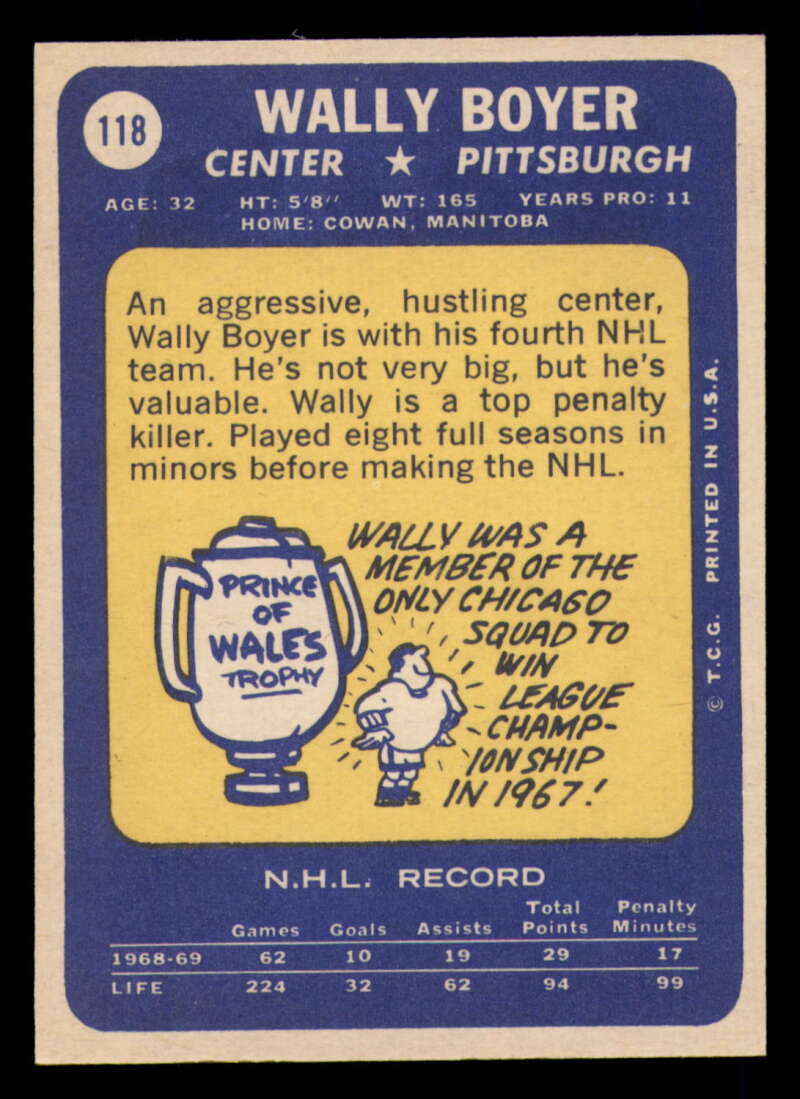 118
WALLY BOYER
CENTER ★ PITTSBURGH
AGE: 32 HT: 5'8'' WT: 165 YEARS PRO: 11
HOME: COWAN, MANITOBA
An aggressive, hustling center,
Wally Boyer is with his fourth NHL
team. He's not very big, but he's
valuable. Wally is a top penalty
killer. Played eight full seasons in
minors before making the NHL.
PRINCE
OF
WALES
TROPHY
WALLY WAS A
MEMBER OF THE
ONLY CHICAGO
SQUAD TO
WIN
LEAGUE
CHAMP-
IONSHIP
IN 1967!
© T.C.G. PRINTED IN U.S.A.
N.H.L. RECORD
Games Goals Assists Total Points Penalty Minutes
1968-69 62 10 19 29 17
LIFE 224 32 62 94 99